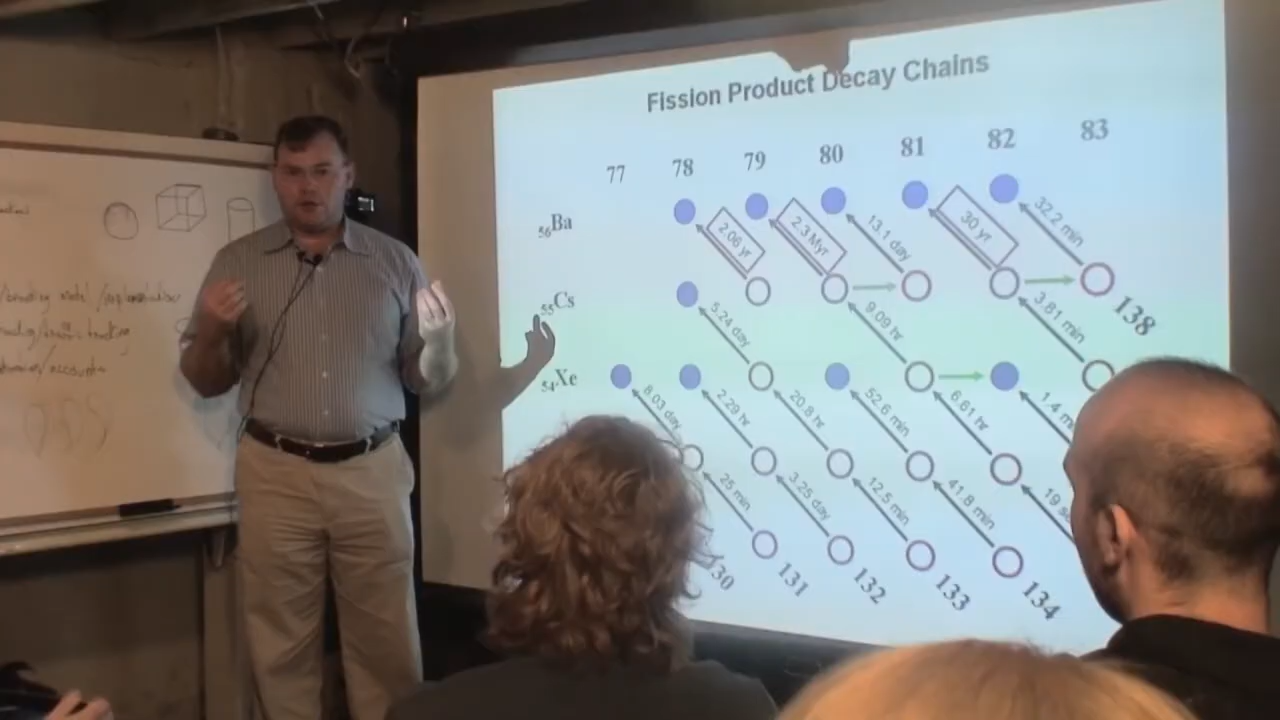 Fission Product Decay Chains
77 78 79 80 81 82 83
56Ba
2.06 yr 2.3 Myr 13.1 day 30 yr 32.2 min
55Cs
5.24 day 9.09 hr 3.81 min 138
54Xe
8.03 day 2.29 hr 20.8 hr 52.6 min 6.61 hr 1.4
25 min 3.25 day 12.5 min 41.8 min 19
130 131 132 133 134